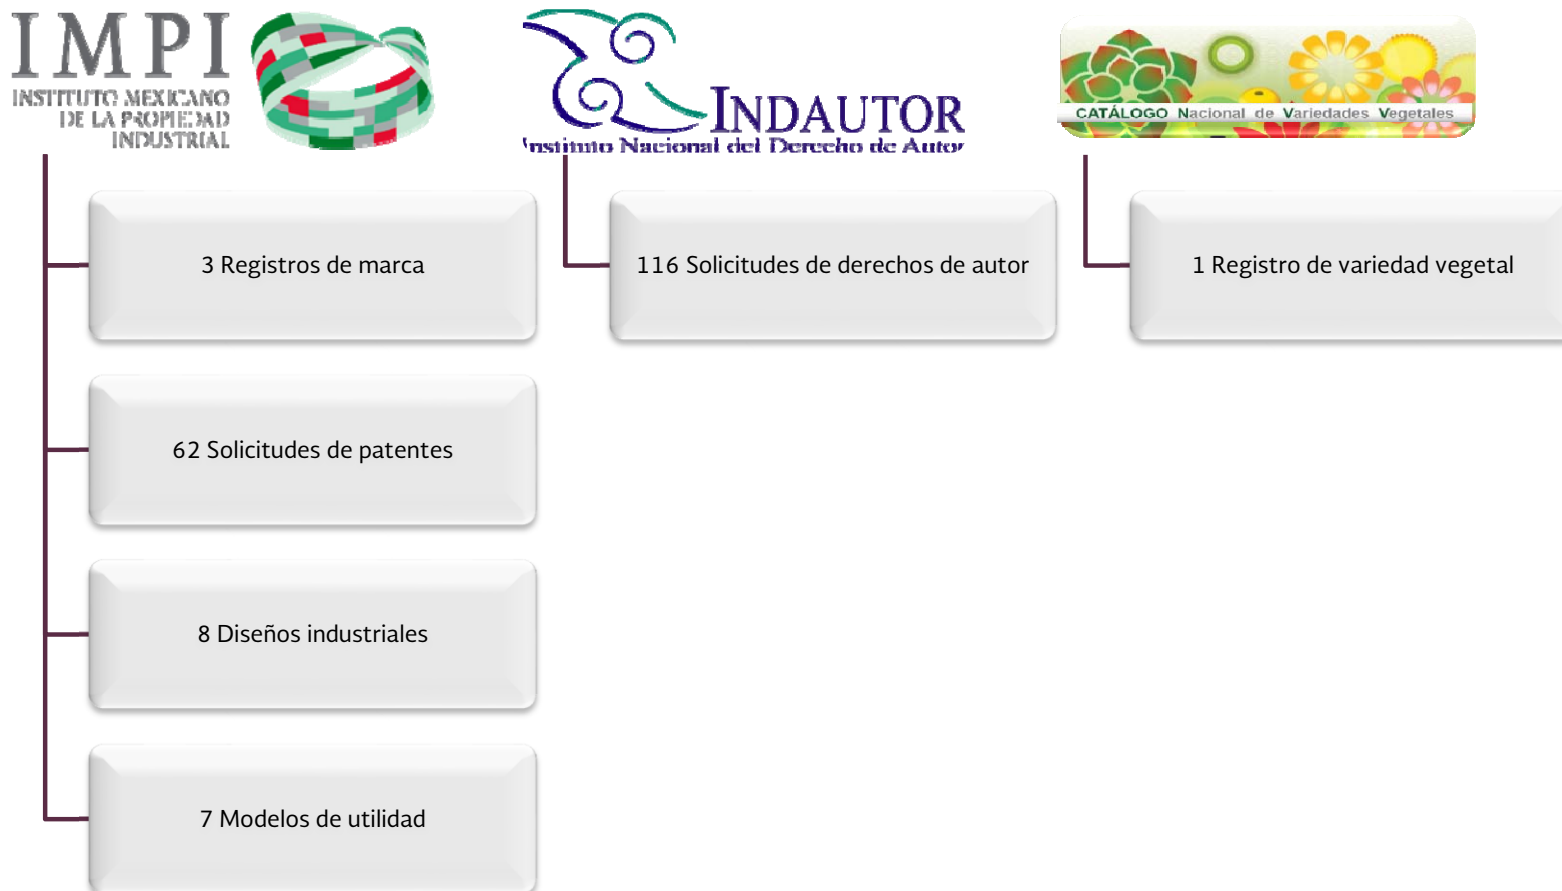 IMPI
INSTITUTO MEXICANO
DE LA PROPIEDAD
INDUSTRIAL
3 Registros de marca
62 Solicitudes de patentes
8 Diseños industriales
7 Modelos de utilidad
INDAUTOR
Instituto Nacional del Derecho de Autor
116 Solicitudes de derechos de autor
CATÁLOGO Nacional de Variedades Vegetales
1 Registro de variedad vegetal